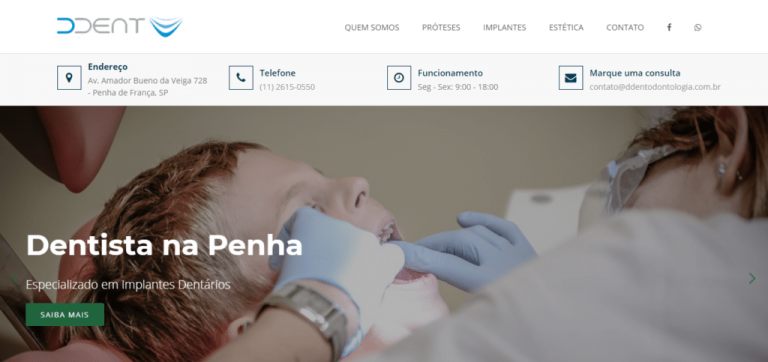 DDENT
QUEM SOMOS PRÓTESES IMPLANTES ESTÉTICA CONTATO
Endereço
Av. Amador Bueno da Veiga 728
- Penha de França, SP
Telefone
(11) 2615-0550
Funcionamento
Seg - Sex: 9:00 - 18:00
Marque uma consulta
contato@ddentodontologia.com.br
Dentista na Penha
Especializado em Implantes Dentários
SAIBA MAIS